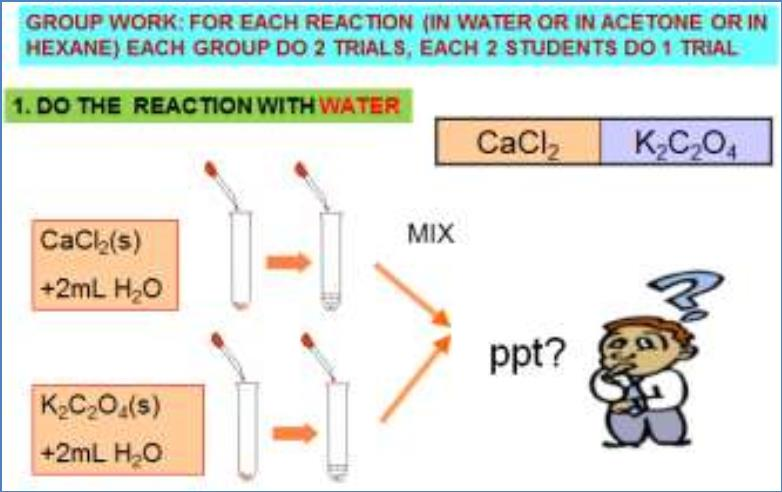 GROUP WORK: FOR EACH REACTION (IN WATER OR IN ACETONE OR IN
HEXANE) EACH GROUP DO 2 TRIALS, EACH 2 STUDENTS DO 1 TRIAL
1. DO THE REACTION WITH WATER
CaCl₂ K₂C₂O₄
MIX
CaCl₂(s)
+2mL H₂O
ppt?
K₂C₂O₄(s)
+2mL H₂O